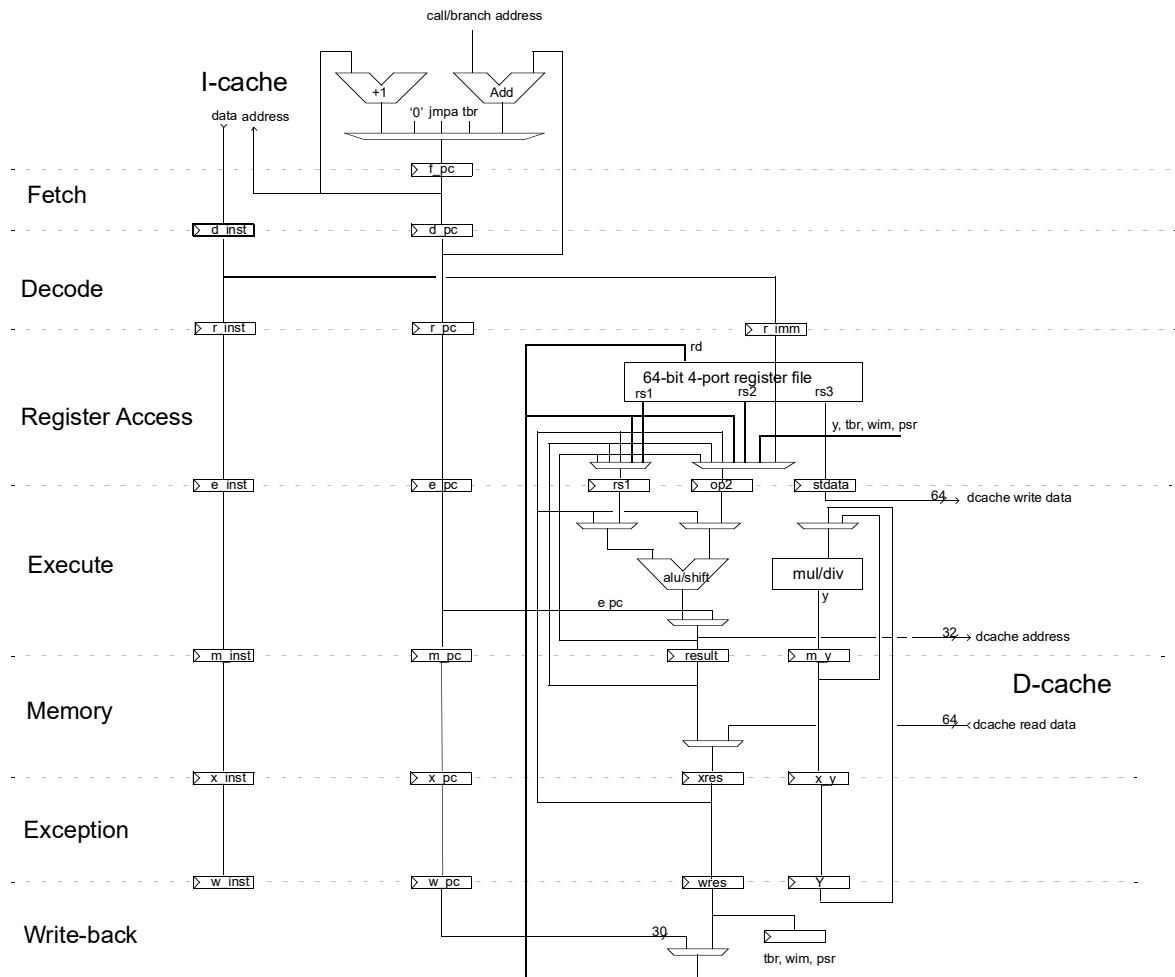 call/branch address
I-cache
+1
Add
data address
'0' jmpa tbr
f_pc
Fetch
d_inst
d_pc
Decode
r_inst
r_pc
r_imm
rd
64-bit 4-port register file
rs1
rs2
rs3
Register Access
y, tbr, wim, psr
e_inst
e_pc
rs1
op2
stdata
64
dcache write data
Execute
alu/shift
mul/div
y
e pc
32
dcache address
m_inst
m_pc
result
m_y
D-cache
Memory
64
dcache read data
x_inst
x_pc
xres
x_y
Exception
w_inst
w_pc
wres
Y
Write-back
30
tbr, wim, psr